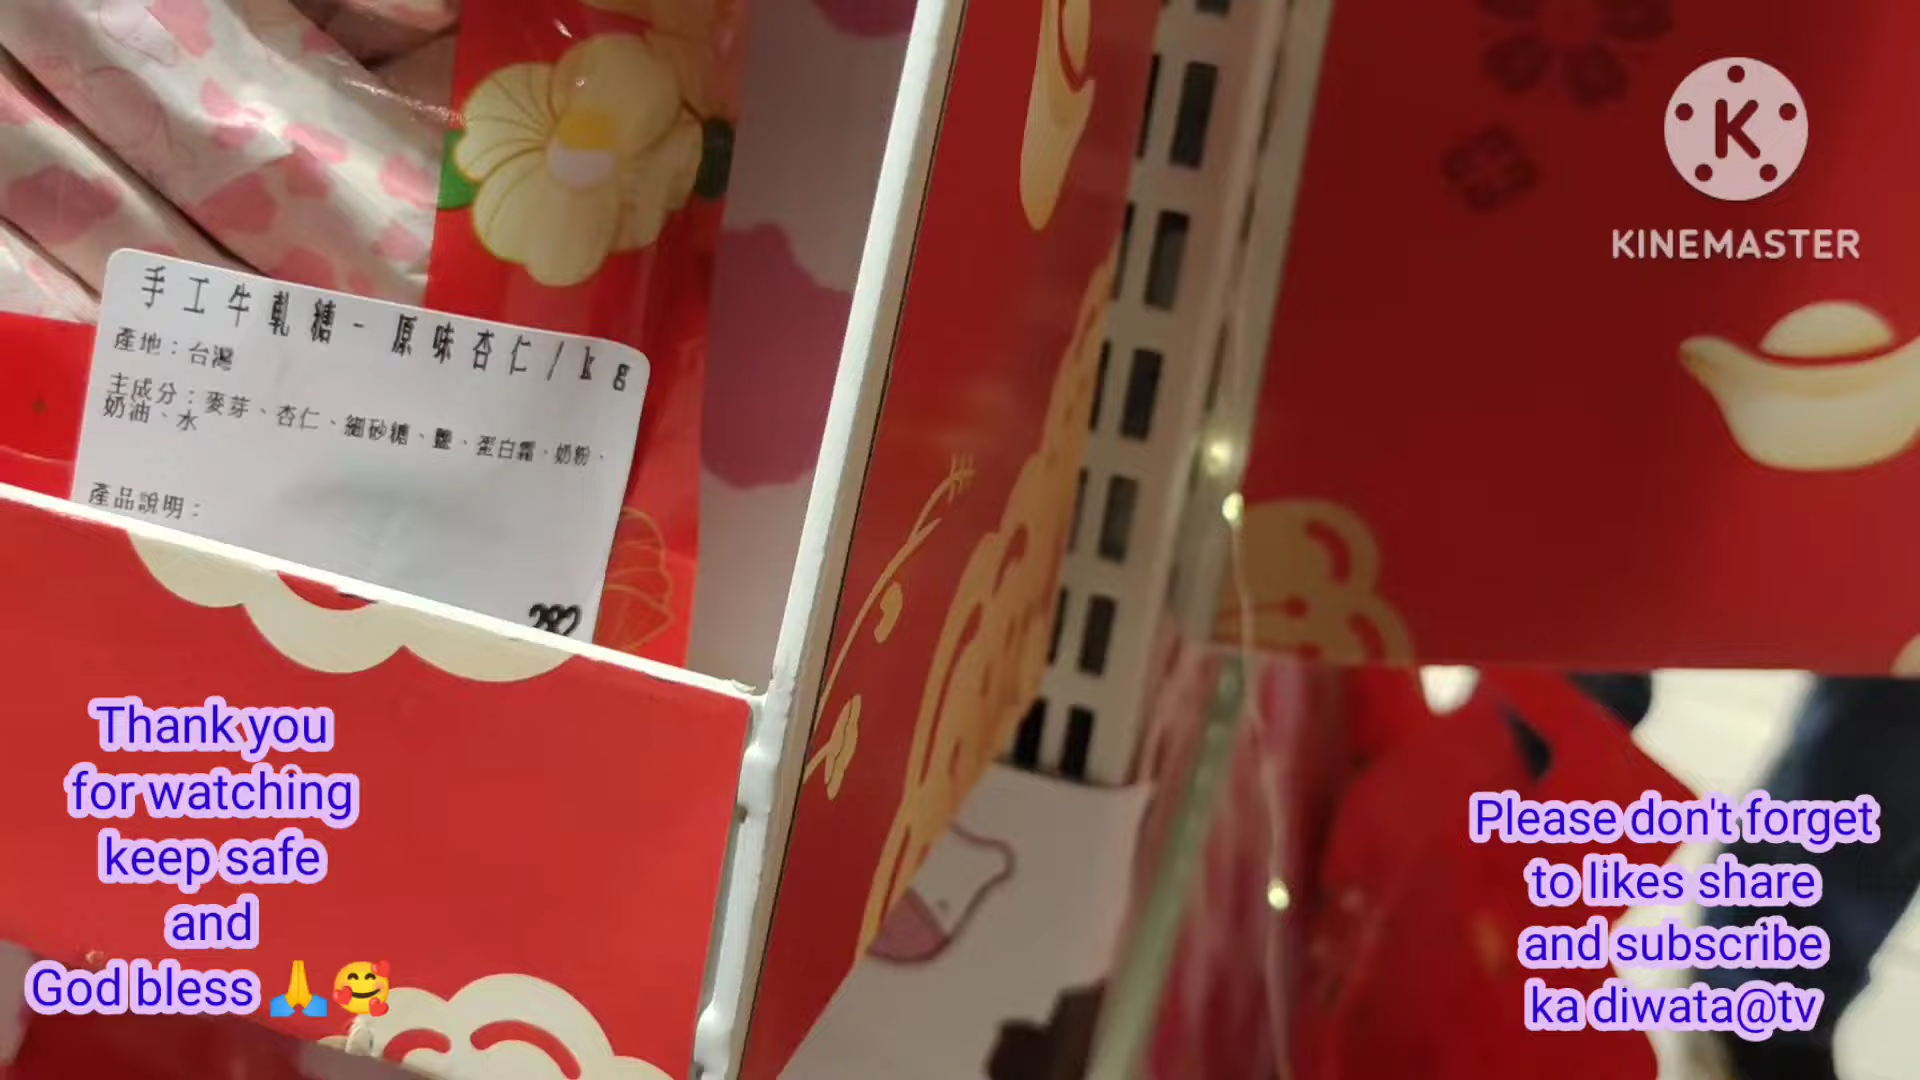 手工牛軋糖-原味杏仁/kg
產地：台灣
主成分：麥芽、杏仁、細砂糖、鹽、蛋白霜、奶粉、
奶油、水
產品說明：
282
Thank you
for watching
keep safe
and
God bless 🙏🥰
KINEMASTER
Please don't forget
to likes share
and subscribe
ka diwata@tv